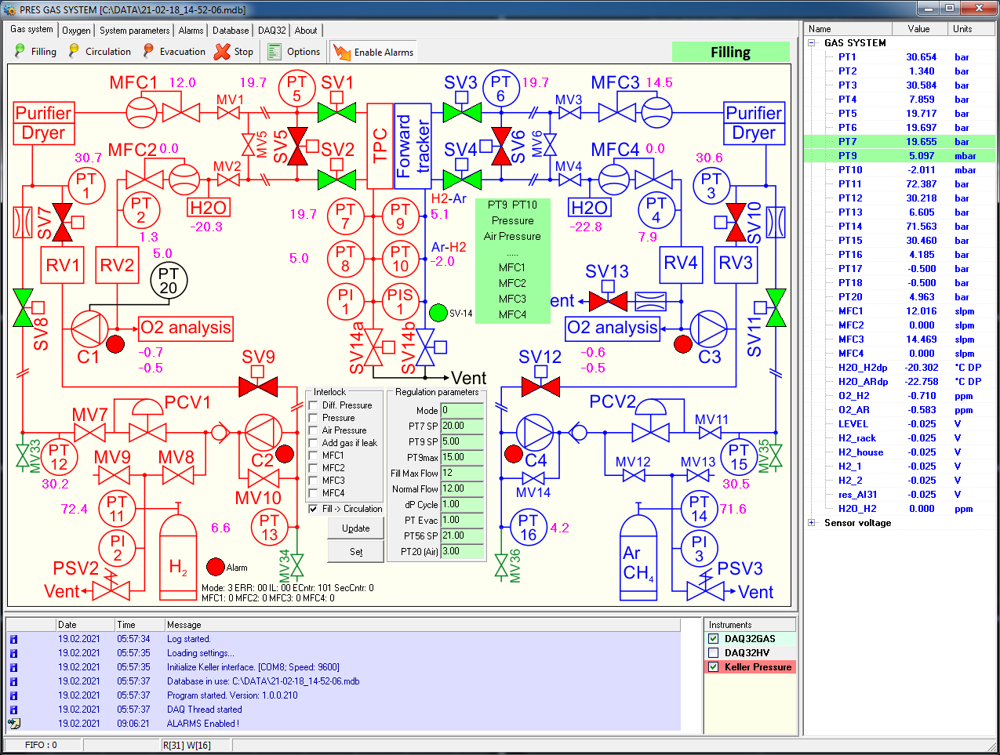 PRES GAS SYSTEM [C:\DATA\21-02-18_14-52-06.mdb]
Gas system Oxygen System parameters Alarms Database DAQ32 About
Filling Circulation Evacuation Stop Options Enable Alarms
Filling
MFC1 12.0 19.7 PT 5 SV1 SV3 PT 6 19.7 MFC3 14.5
Purifier Dryer MV1 MV3 Purifier Dryer
MV5 SV5 TPC Forward tracker SV6 MV6
MFC2 0.0 SV2 SV4 MFC4 0.0
30.7 MV2 MV4 30.6
PT 1 PT 2 H2O H2O PT 4 PT 3
1.3 -20.3 -22.8 7.9
SV7 SV10
19.7 PT 7 PT 9 H2-Ar 5.1
5.0 PT 8 PT 10 Ar-H2 -2.0
PI 1 PIS 1 SV-14
PT9 PT10
Pressure
Air Pressure
.....
MFC1
MFC2
MFC3
MFC4
RV1 RV2 5.0 PT 20 RV4 RV3
SV13
ent
SV8 C1 O2 analysis O2 analysis C3 SV11
-0.7 -0.6
-0.5 -0.5
SV14a SV14b
Vent
SV9 SV12
PCV1 PCV2
MV7 MV11
MV33 PT 12 C2 C4 PT 15 MV35
30.2 MV9 MV8 MV12 MV13 30.5
MV10 MV14
72.4 PT 11 PT 14 71.6
6.6 PT 13 PT 16 4.2
PI 2 PI 3
MV34 MV36
PSV2 H2 Ar CH4 PSV3
Vent Vent
Alarm
Mode: 3 ERR: 00 IL: 00 ECntr: 101 SecCntr: 0
MFC1: 0 MFC2: 0 MFC3: 0 MFC4: 0
Interlock
Diff. Pressure
Pressure
Air Pressure
Add gas if leak
MFC1
MFC2
MFC3
MFC4
Fill -> Circulation
Update
Set
Regulation parameters
Mode 0
PT7 SP 20.00
PT9 SP 5.00
PT9max 15.00
Fill Max Flow 12
Normal Flow 12.00
dP Cycle 1.00
PT Evac 1.00
PT56 SP 21.00
PT20 (Air) 3.00
Name Value Units
GAS SYSTEM
PT1 30.654 bar
PT2 1.340 bar
PT3 30.584 bar
PT4 7.859 bar
PT5 19.717 bar
PT6 19.697 bar
PT7 19.655 bar
PT9 5.097 mbar
PT10 -2.011 mbar
PT11 72.387 bar
PT12 30.218 bar
PT13 6.605 bar
PT14 71.563 bar
PT15 30.460 bar
PT16 4.185 bar
PT17 -0.500 bar
PT18 -0.500 bar
PT20 4.963 bar
MFC1 12.016 slpm
MFC2 0.000 slpm
MFC3 14.469 slpm
MFC4 0.000 slpm
H2O_H2dp -20.302 °C DP
H2O_ARdp -22.758 °C DP
O2_H2 -0.710 ppm
O2_AR -0.583 ppm
LEVEL -0.025 V
H2_rack -0.025 V
H2_house -0.025 V
H2_1 -0.025 V
H2_2 -0.025 V
res_AI31 -0.025 V
H2O_H2 0.000 ppm
Sensor voltage
Date Time Message
19.02.2021 05:57:34 Log started.
19.02.2021 05:57:35 Loading settings...
19.02.2021 05:57:35 Initialize Keller interface. [COM8; Speed: 9600]
19.02.2021 05:57:37 Database in use: C:\DATA\21-02-18_14-52-06.mdb
19.02.2021 05:57:37 Program started. Version: 1.0.0.210
19.02.2021 05:57:37 DAQ Thread started
19.02.2021 09:06:21 ALARMS Enabled !
Instruments
DAQ32GAS
DAQ32HV
Keller Pressure
FIFO : 0 R[31] W[16]